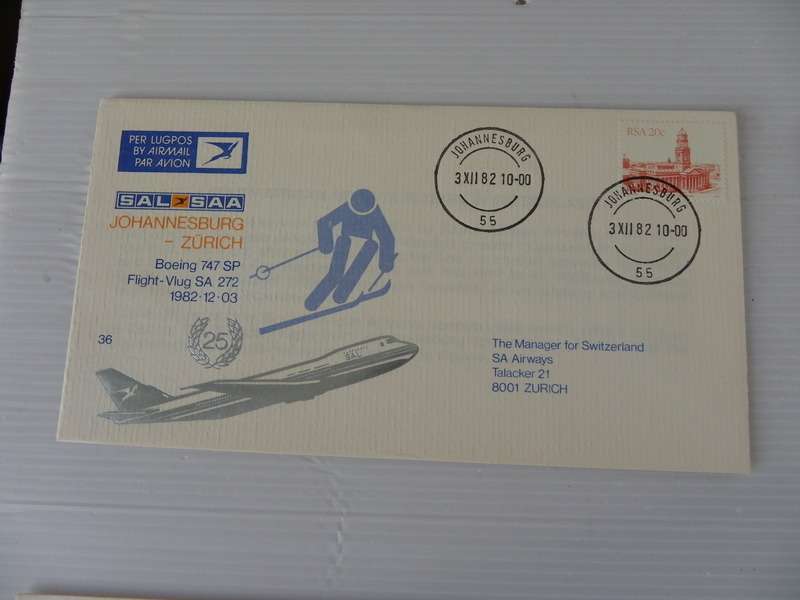 PER LUGPOS
BY AIRMAIL
PAR AVION
SAL SAA
JOHANNESBURG
- ZÜRICH
Boeing 747 SP
Flight-Vlug SA 272
1982·12·03
36
25
JOHANNESBURG
3 XII 82 10-00
55
RSA 20c
JOHANNESBURG
3 XII 82 10-00
55
The Manager for Switzerland
SA Airways
Talacker 21
8001 ZURICH